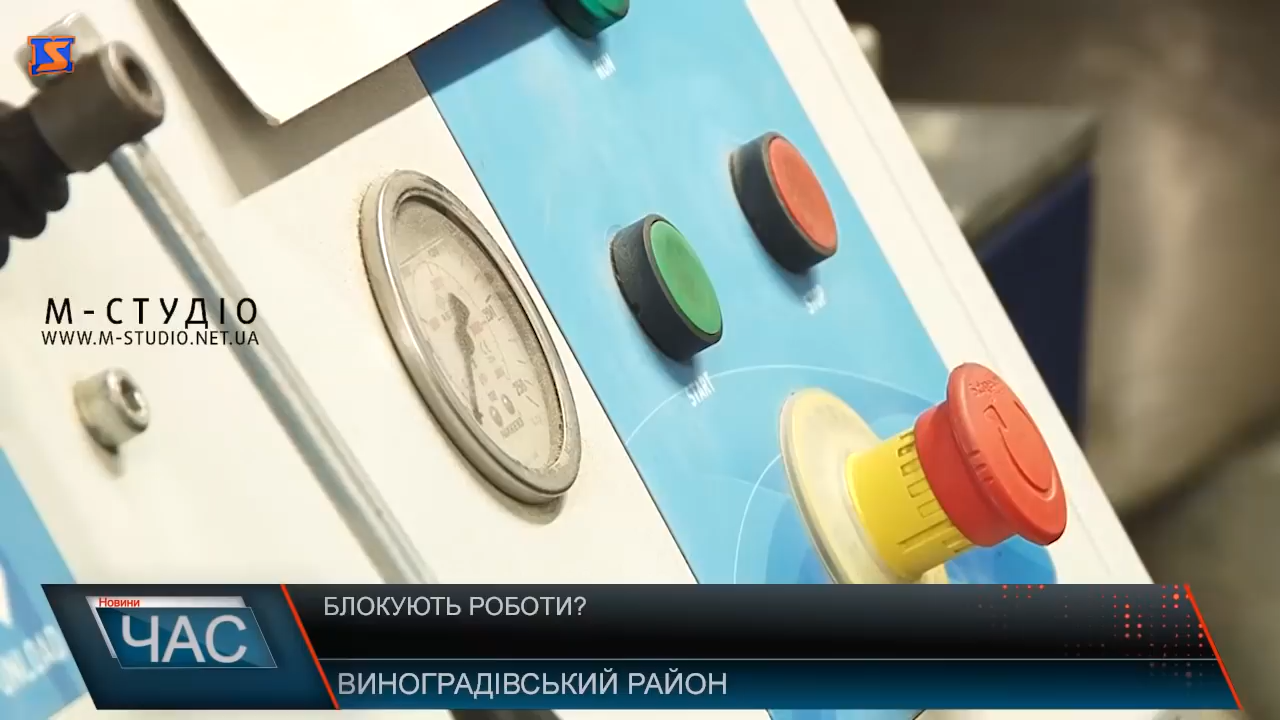 М-СТУДІО
WWW.M-STUDIO.NET.UA
START
Новини
ЧАС
БЛОКУЮТЬ РОБОТИ?
ВИНОГРАДІВСЬКИЙ РАЙОН